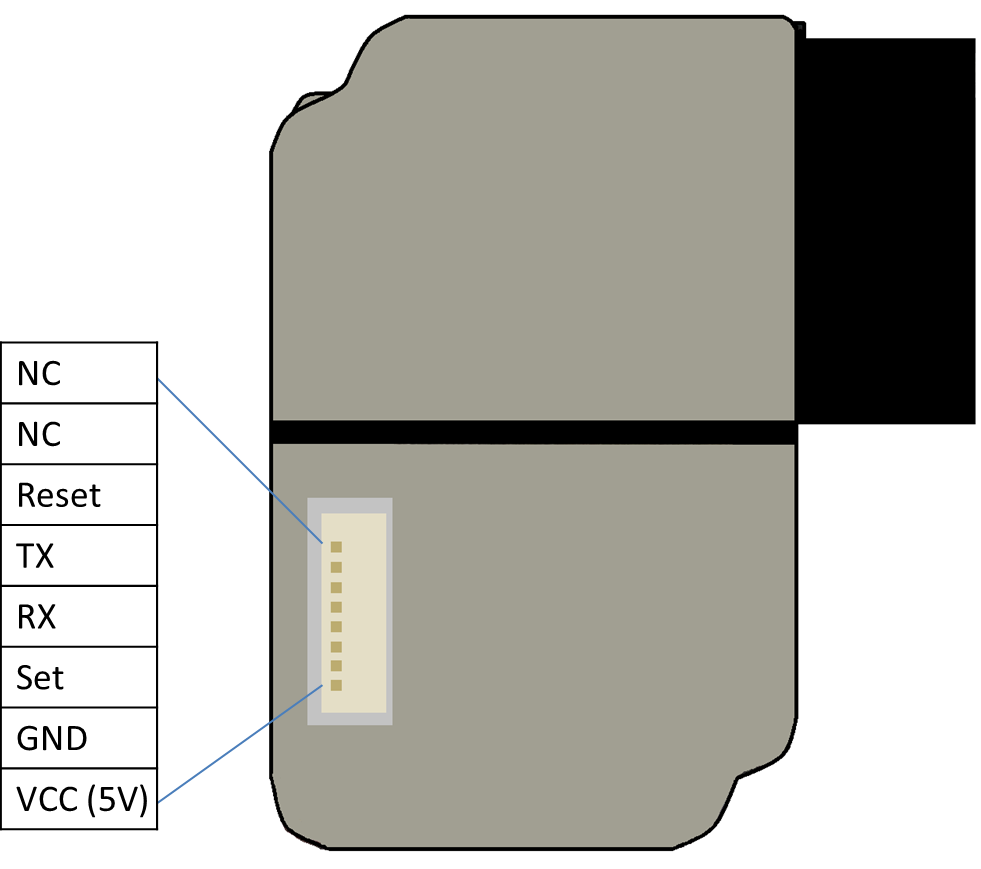 NC
NC
Reset
TX
RX
Set
GND
VCC (5V)